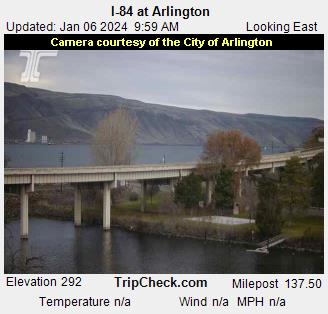 I-84 at Arlington
Updated: Jan 06 2024 9:59 AM Looking East
Camera courtesy of the City of Arlington
Elevation 292 TripCheck.com Milepost 137.50
Temperature n/a Wind n/a MPH n/a